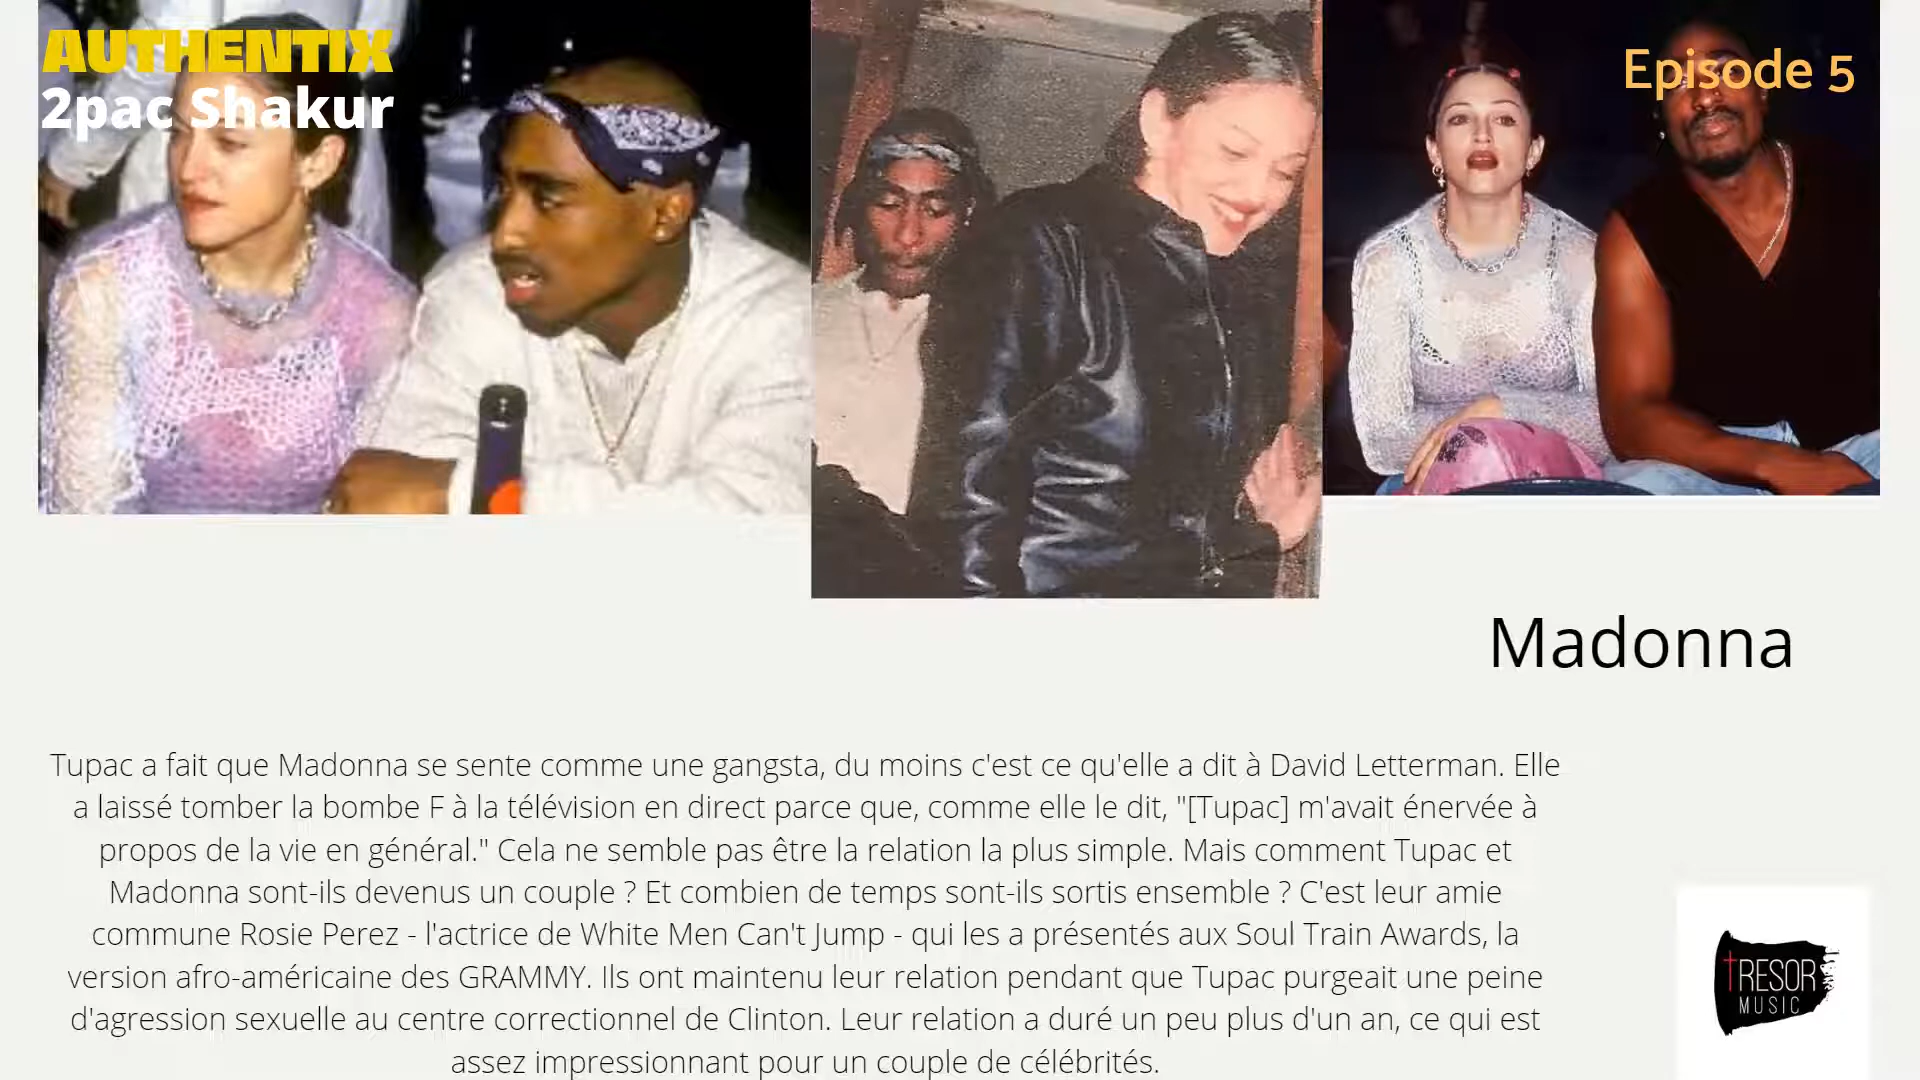 AUTHENTIX
2pac Shakur
Episode 5
Madonna
Tupac a fait que Madonna se sente comme une gangsta, du moins c'est ce qu'elle a dit à David Letterman. Elle
a laissé tomber la bombe F à la télévision en direct parce que, comme elle le dit, "[Tupac] m'avait énervée à
propos de la vie en général." Cela ne semble pas être la relation la plus simple. Mais comment Tupac et
Madonna sont-ils devenus un couple ? Et combien de temps sont-ils sortis ensemble ? C'est leur amie
commune Rosie Perez - l'actrice de White Men Can't Jump - qui les a présentés aux Soul Train Awards, la
version afro-américaine des GRAMMY. Ils ont maintenu leur relation pendant que Tupac purgeait une peine
d'agression sexuelle au centre correctionnel de Clinton. Leur relation a duré un peu plus d'un an, ce qui est
assez impressionnant pour un couple de célébrités.
TRESOR
MUSIC